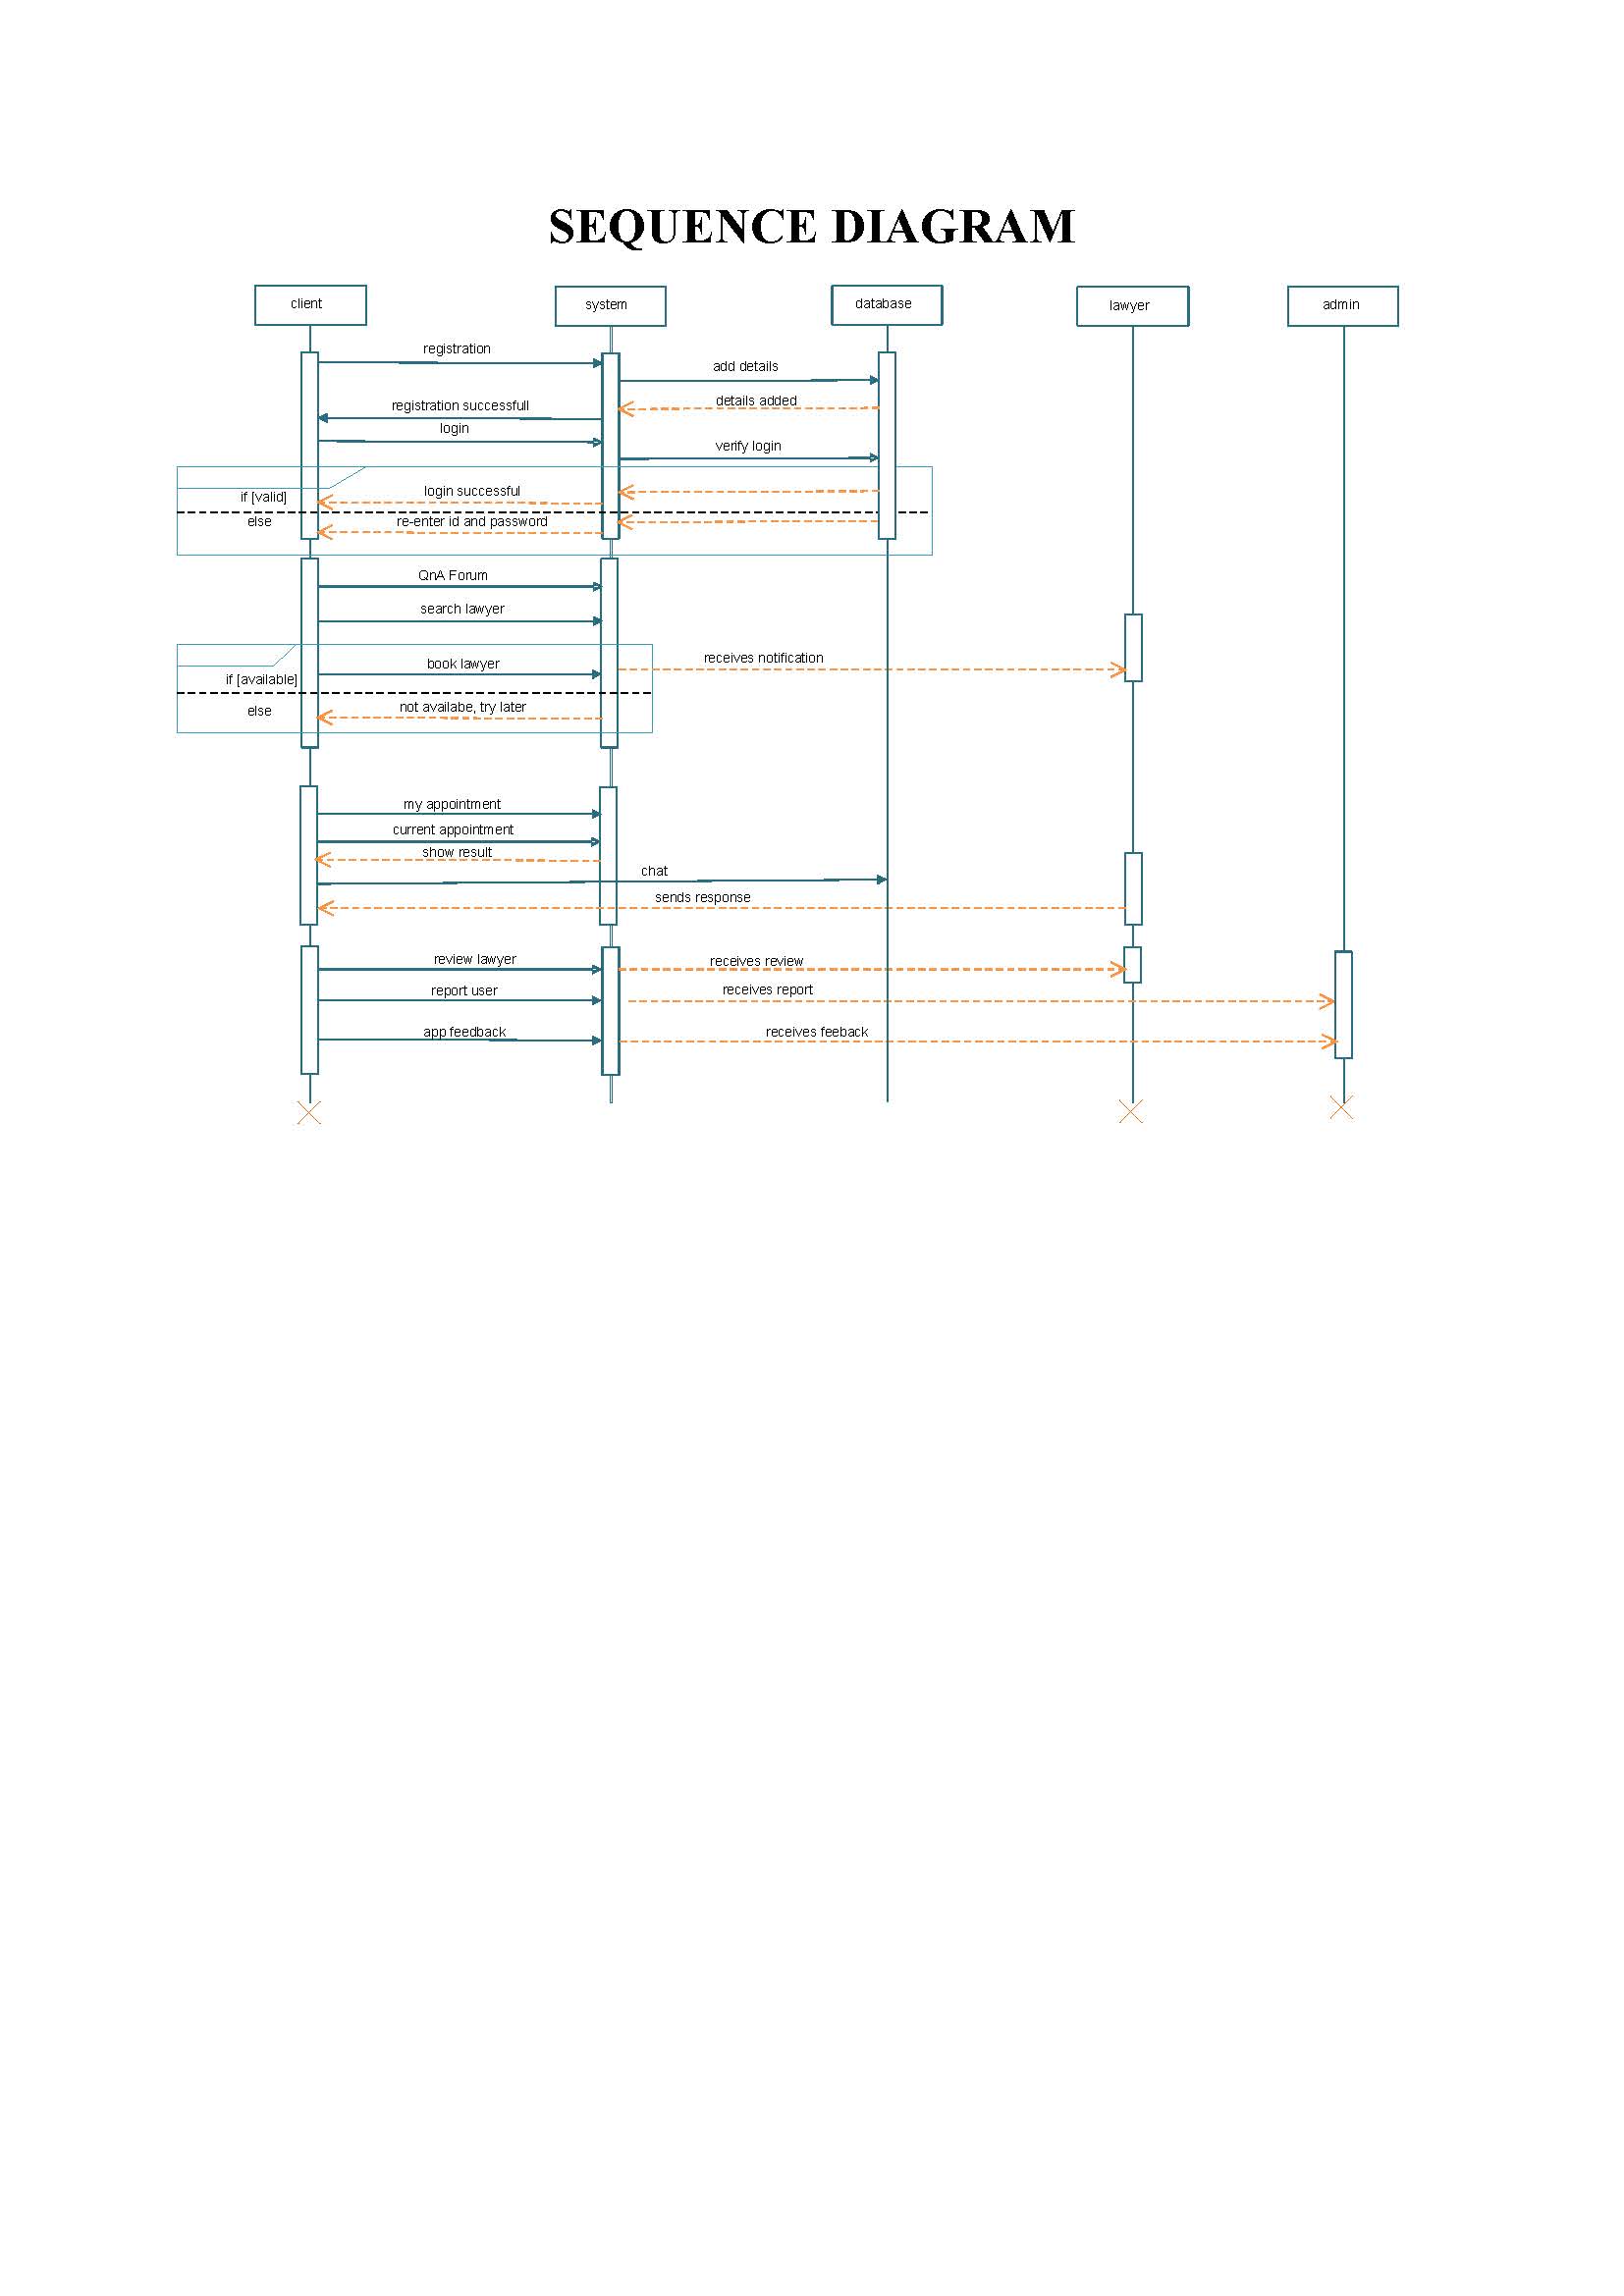 SEQUENCE DIAGRAM
client
system
database
lawyer
admin
registration
add details
details added
registration successfull
login
verify login
login successful
if [valid]
else
re-enter id and password
QnA Forum
search lawyer
receives notification
book lawyer
if [available]
not availabe, try later
else
my appointment
current appointment
show result
chat
sends response
review lawyer
receives review
report user
receives report
app feedback
receives feeback